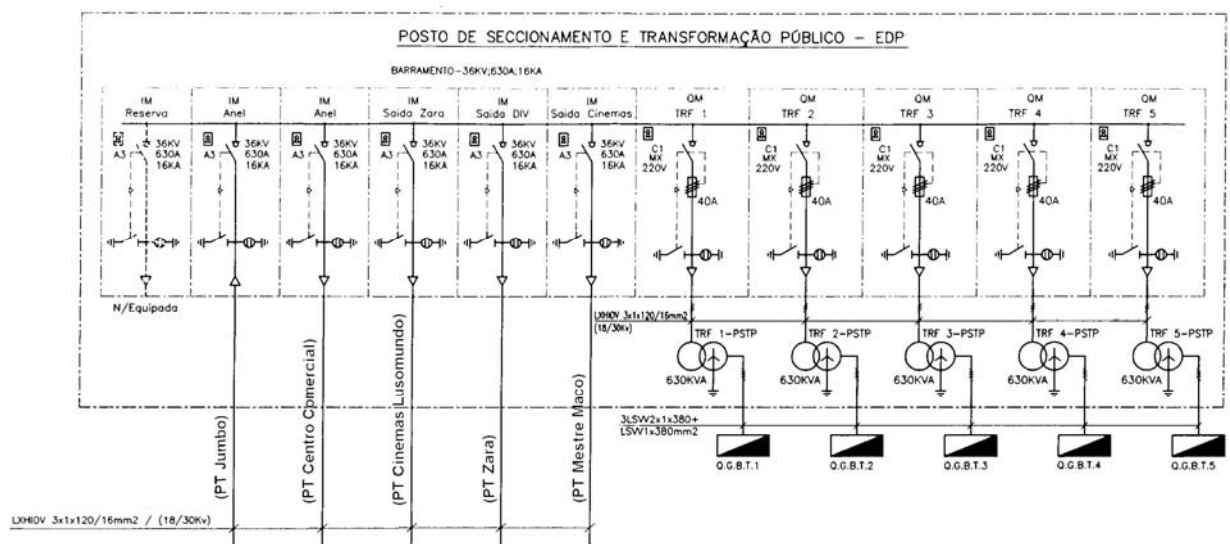 POSTO DE SECCIONAMENTO E TRANSFORMAÇÃO PÚBLICO - EDP
BARRAMENTO-36KV;630A;16KA
IM
Reserva
IM
Anel
IM
Anel
IM
Saida Zara
IM
Saida DIV
IM
Saida Cinemas
QM
TRF 1
QM
TRF 2
QM
TRF 3
QM
TRF 4
QM
TRF 5
A3
36KV
630A
16KA
A3
36KV
630A
16KA
A3
36KV
630A
16KA
A3
36KV
630A
16KA
A3
36KV
630A
16KA
A3
36KV
630A
16KA
C1
MX
220V
40A
C1
MX
220V
40A
C1
MX
220V
40A
C1
MX
220V
40A
C1
MX
220V
40A
N/Equipada
LXHIOV 3x1x120/16mm2
(18/30Kv)
TRF 1-PSTP
630KVA
TRF 2-PSTP
630KVA
TRF 3-PSTP
630KVA
TRF 4-PSTP
630KVA
TRF 5-PSTP
630KVA
3LSW2x1x380+
LSW1x380mm2
Q.G.B.T.1
Q.G.B.T.2
Q.G.B.T.3
Q.G.B.T.4
Q.G.B.T.5
(PT Jumbo)
(PT Centro Comercial)
(PT Cinemas Lusomundo)
(PT Zara)
(PT Mestre Maco)
LXHIOV 3x1x120/16mm2 / (18/30Kv)